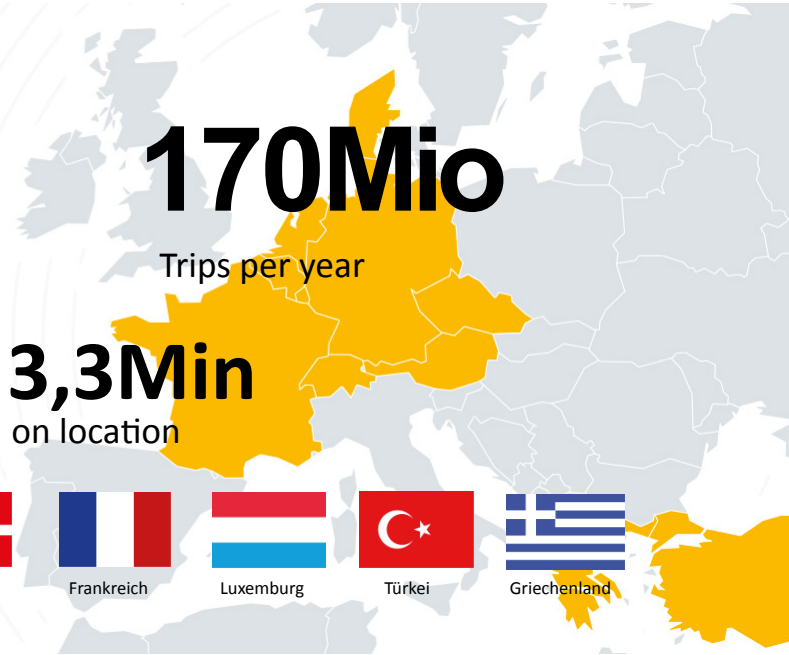 170Mio
Trips per year
3,3Min
on location
Frankreich
Luxemburg
Türkei
Griechenland